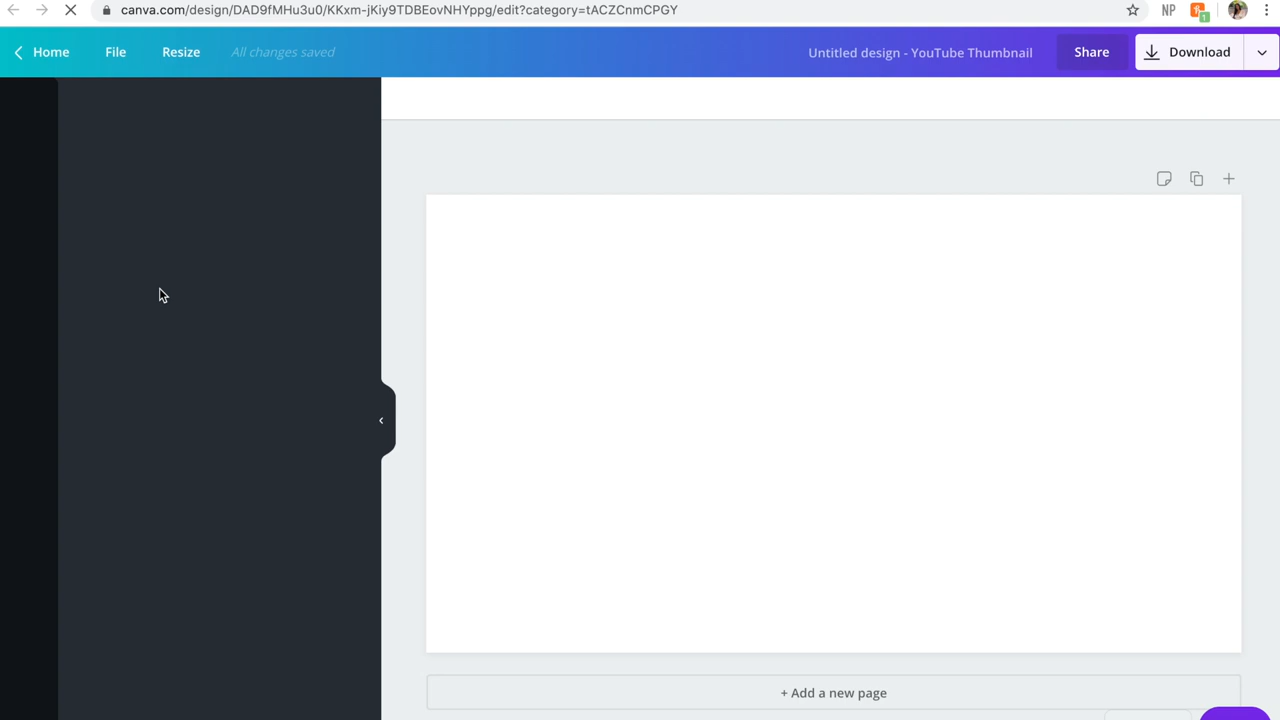 canva.com/design/DAD9fMHu3u0/KKxm-jKiy9TDBEovNHYppg/edit?category=tACZCnmCPGY
NP
1
Home
File
Resize
All changes saved
Untitled design - YouTube Thumbnail
Share
Download
+ Add a new page